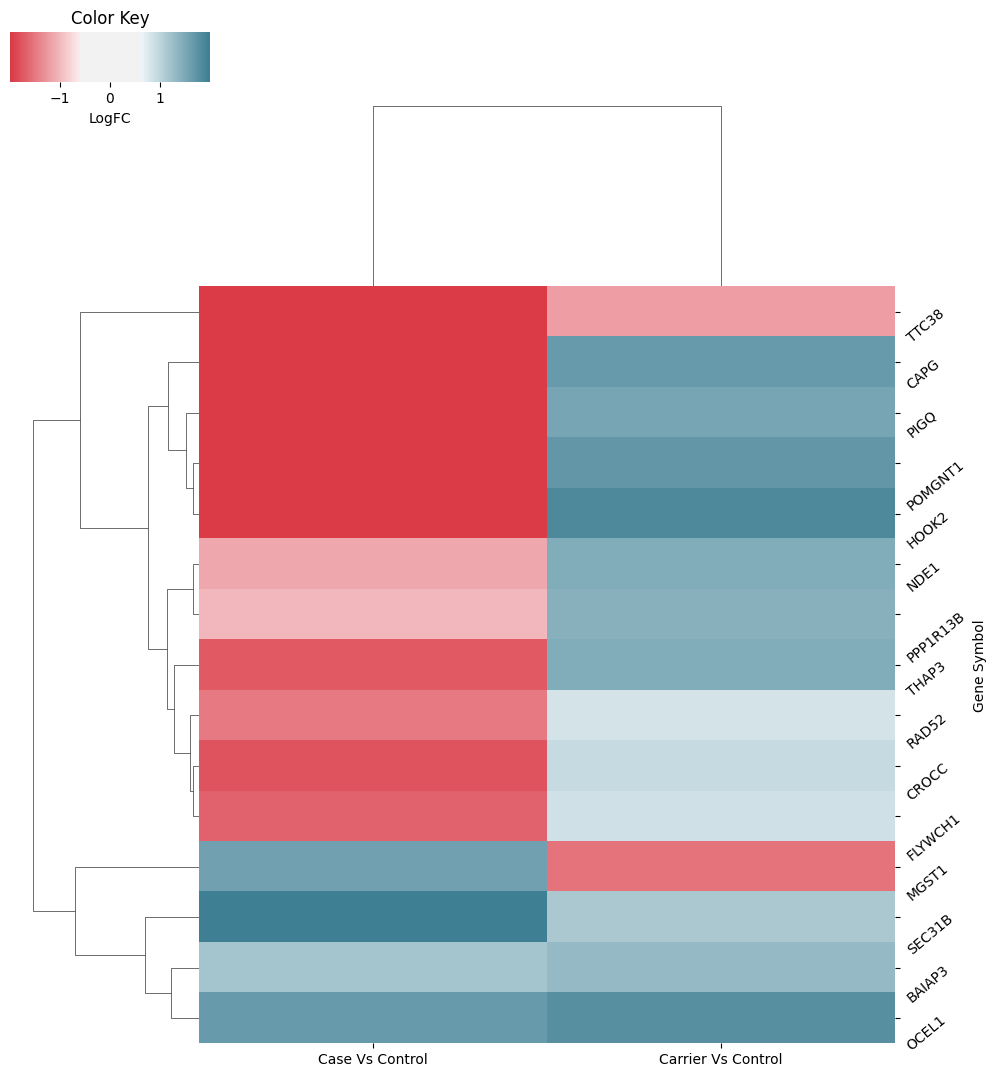 Color Key
−1 0 1
LogFC
TTC38
CAPG
PIGQ
POMGNT1
HOOK2
NDE1
PPP1R13B
THAP3
RAD52
CROCC
FLYWCH1
MGST1
SEC31B
BAIAP3
OCEL1
Gene Symbol
Case Vs Control Carrier Vs Control